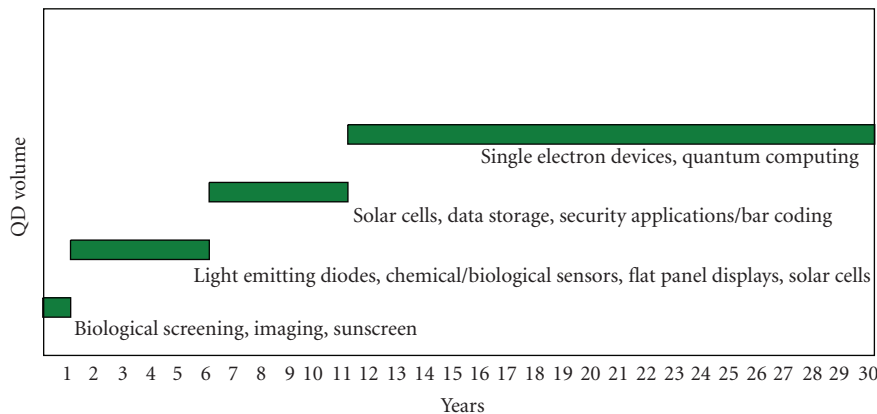 QD volume
Single electron devices, quantum computing
Solar cells, data storage, security applications/bar coding
Light emitting diodes, chemical/biological sensors, flat panel displays, solar cells
Biological screening, imaging, sunscreen
1 2 3 4 5 6 7 8 9 10 11 12 13 14 15 16 17 18 19 20 21 22 23 24 25 26 27 28 29 30
Years